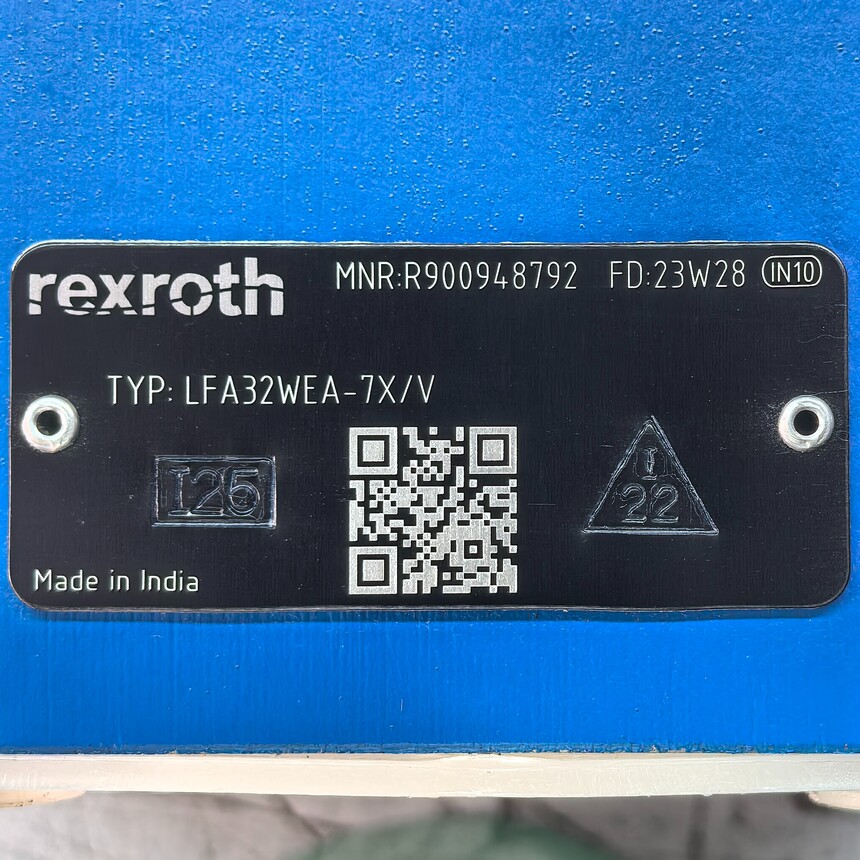 rexroth
MNR:R900948792 FD:23W28 IN10
TYP: LFA32WEA-7X/V
I25
I
22
Made in India